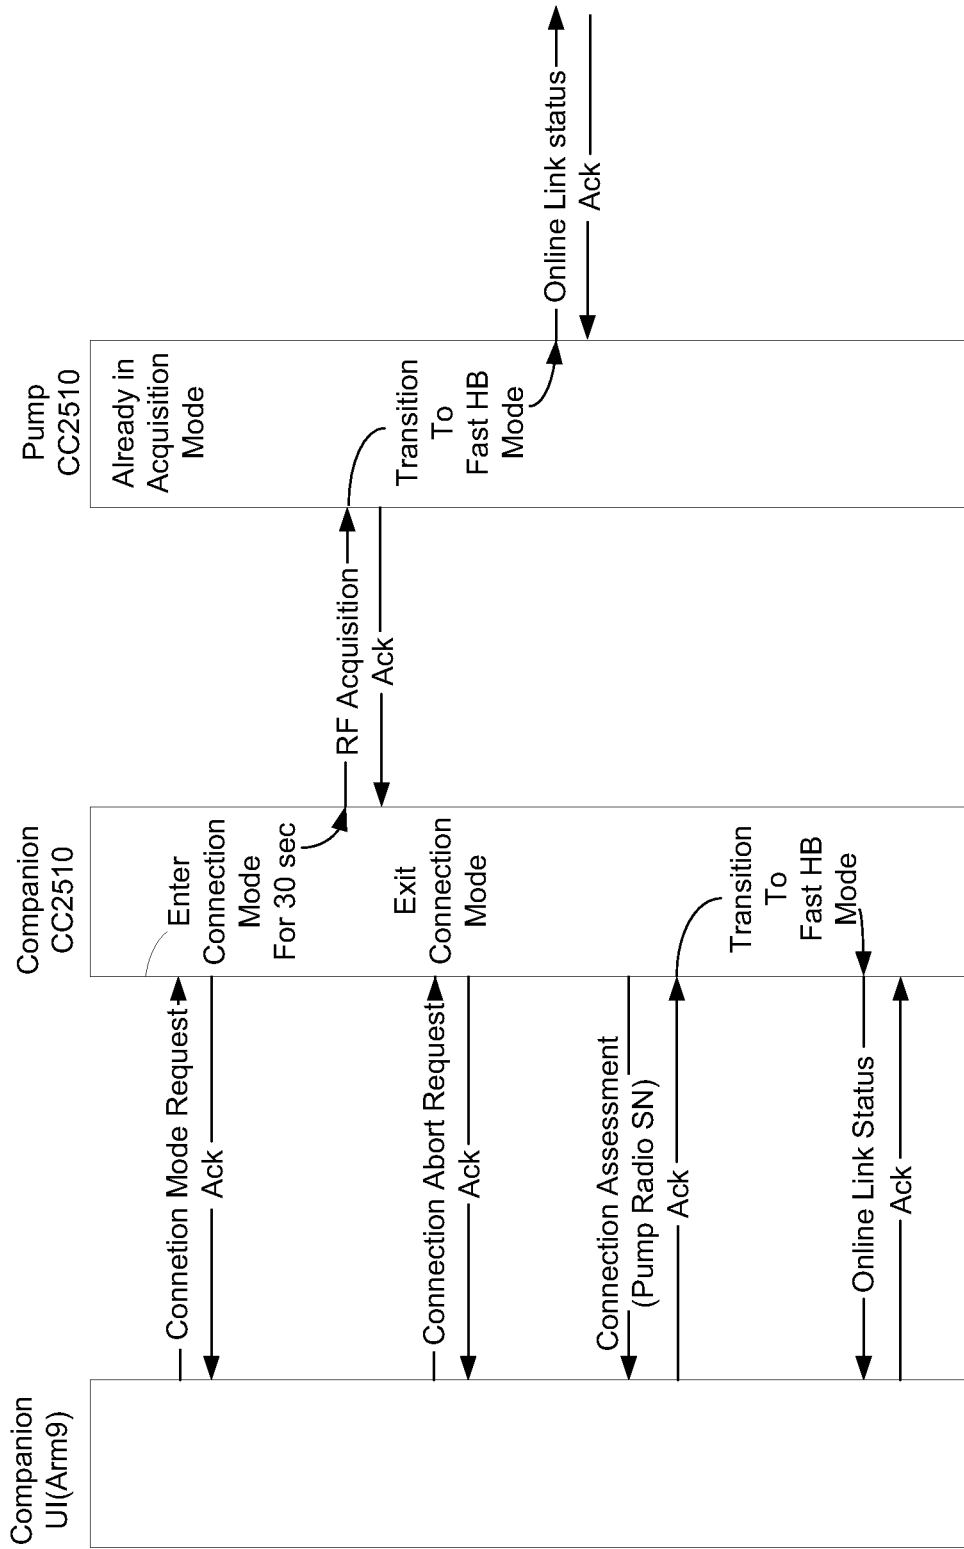 Companion
UI(Arm9)
Companion
CC2510
Pump
CC2510
Connetion Mode Request
Ack
Enter
Connection
Mode
For 30 sec
RF Acquisition
Ack
Already in
Acquisition
Mode
Transition
To
Fast HB
Mode
Online Link status
Ack
Connection Abort Request
Ack
Exit
Connection
Mode
Connection Assessment
(Pump Radio SN)
Ack
Transition
To
Fast HB
Mode
Online Link Status
Ack